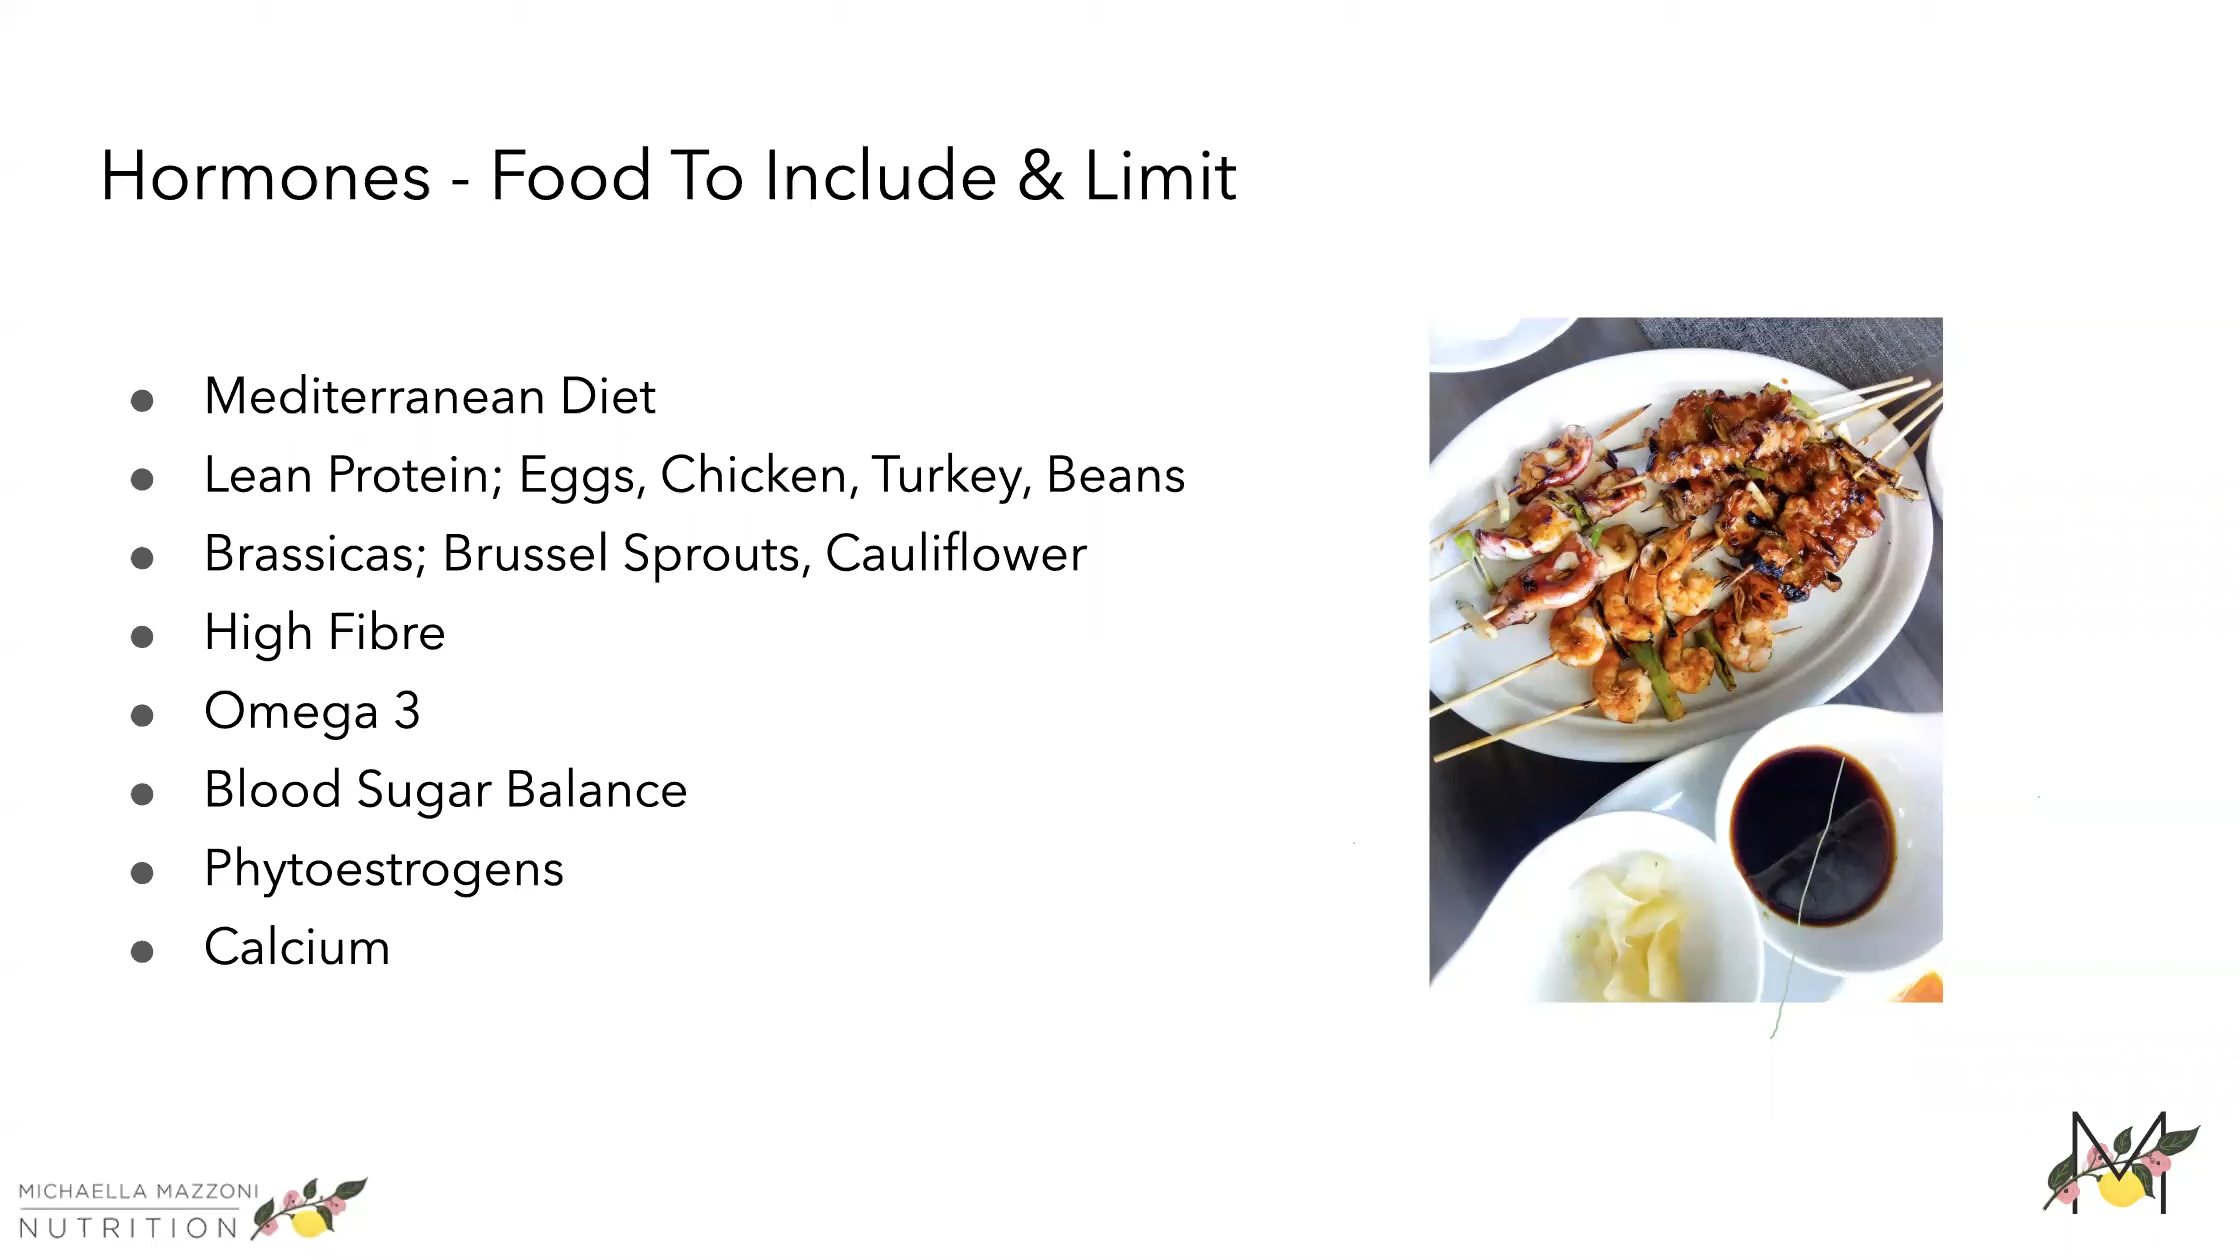 Hormones - Food To Include & Limit
Mediterranean Diet
Lean Protein; Eggs, Chicken, Turkey, Beans
Brassicas; Brussel Sprouts, Cauliflower
High Fibre
Omega 3
Blood Sugar Balance
Phytoestrogens
Calcium
MICHAELLA MAZZONI
NUTRITION
M